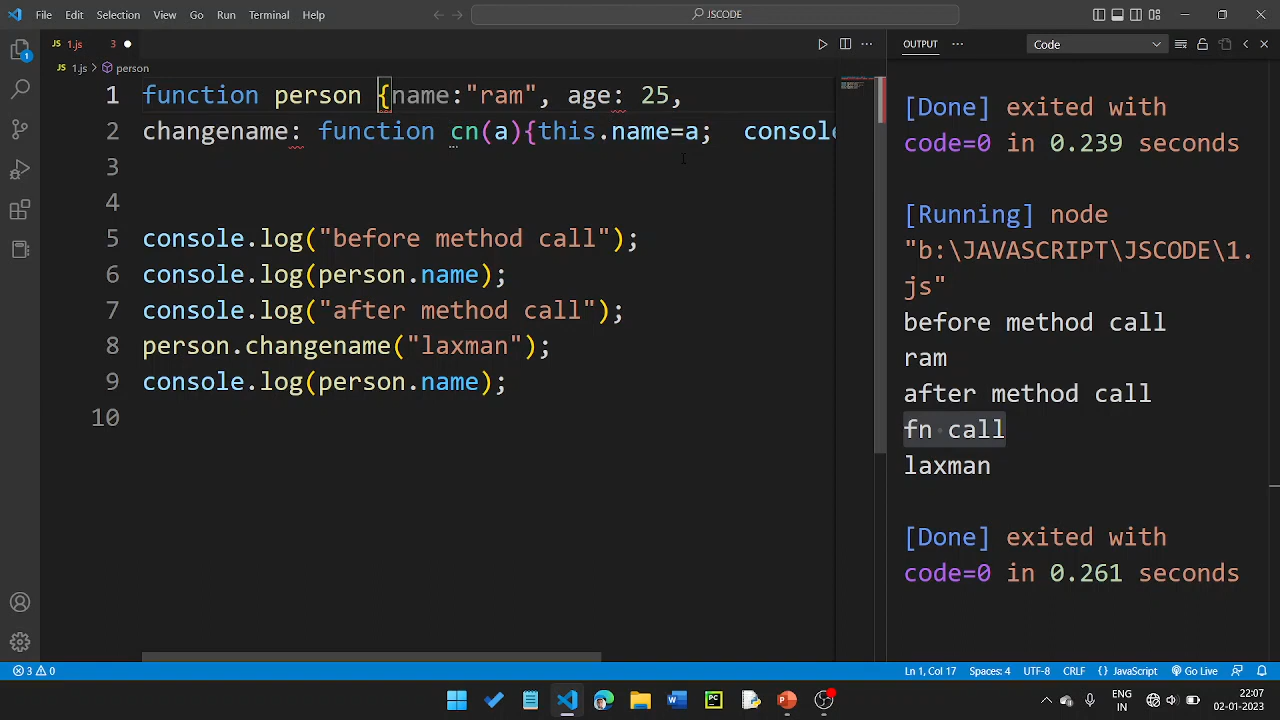 File Edit Selection View Go Run Terminal Help
JSCODE
1.js 3
OUTPUT
Code
1.js > person
1 function person {name:"ram", age: 25,
2 changename: function cn(a){this.name=a; console
3
4
5 console.log("before method call");
6 console.log(person.name);
7 console.log("after method call");
8 person.changename("laxman");
9 console.log(person.name);
10
[Done] exited with
code=0 in 0.239 seconds
[Running] node
"b:\JAVASCRIPT\JSCODE\1.
js"
before method call
ram
after method call
fn call
laxman
[Done] exited with
code=0 in 0.261 seconds
3 0
Ln 1, Col 17 Spaces: 4 UTF-8 CRLF {} JavaScript Go Live
ENG
IN
22:07
02-01-2023